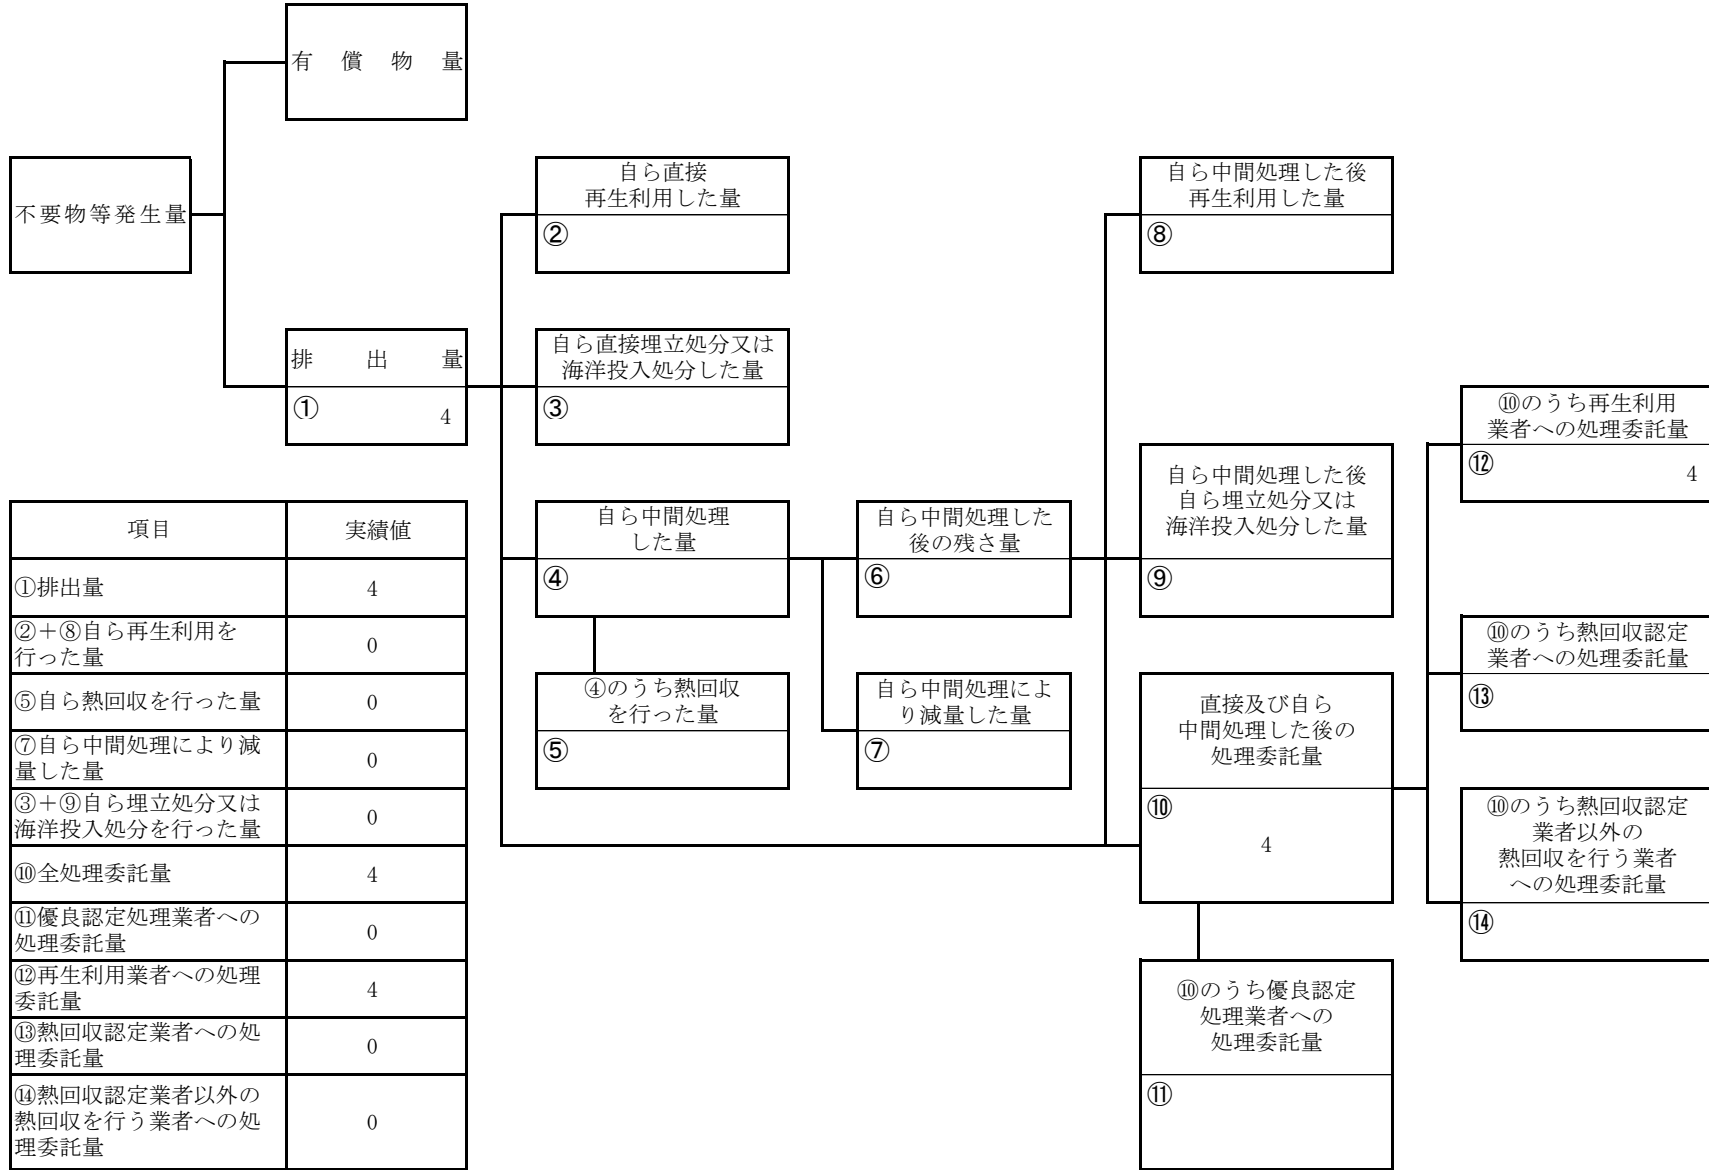 有償物量
不要物等発生量
排出量
①
4
自ら直接
再生利用した量
②
自ら直接埋立処分又は
海洋投入処分した量
③
自ら中間処理
した量
④
④のうち熱回収
を行った量
⑤
自ら中間処理した
後の残さ量
⑥
自ら中間処理によ
り減量した量
⑦
自ら中間処理した後
再生利用した量
⑧
自ら中間処理した後
自ら埋立処分又は
海洋投入処分した量
⑨
直接及び自ら
中間処理した後の
処理委託量
⑩
4
⑩のうち優良認定
処理業者への
処理委託量
⑪
⑩のうち再生利用
業者への処理委託量
⑫
4
⑩のうち熱回収認定
業者への処理委託量
⑬
⑩のうち熱回収認定
業者以外の
熱回収を行う業者
への処理委託量
⑭
項目 実績値
①排出量 4
②＋⑧自ら再生利用を
行った量 0
⑤自ら熱回収を行った量 0
⑦自ら中間処理により減
量した量 0
③＋⑨自ら埋立処分又は
海洋投入処分を行った量 0
⑩全処理委託量 4
⑪優良認定処理業者への
処理委託量 0
⑫再生利用業者への処理
委託量 4
⑬熱回収認定業者への処
理委託量 0
⑭熱回収認定業者以外の
熱回収を行う業者への処 0
理委託量